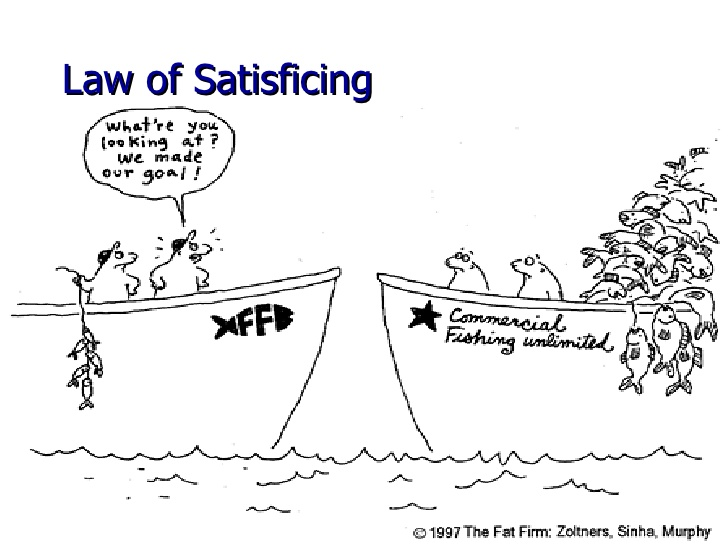 Law of Satisficing
What're you
looking at?
We made
our goal!
FF
Commercial
Fishing unlimited
© 1997 The Fat Firm: Zoltners, Sinha, Murphy